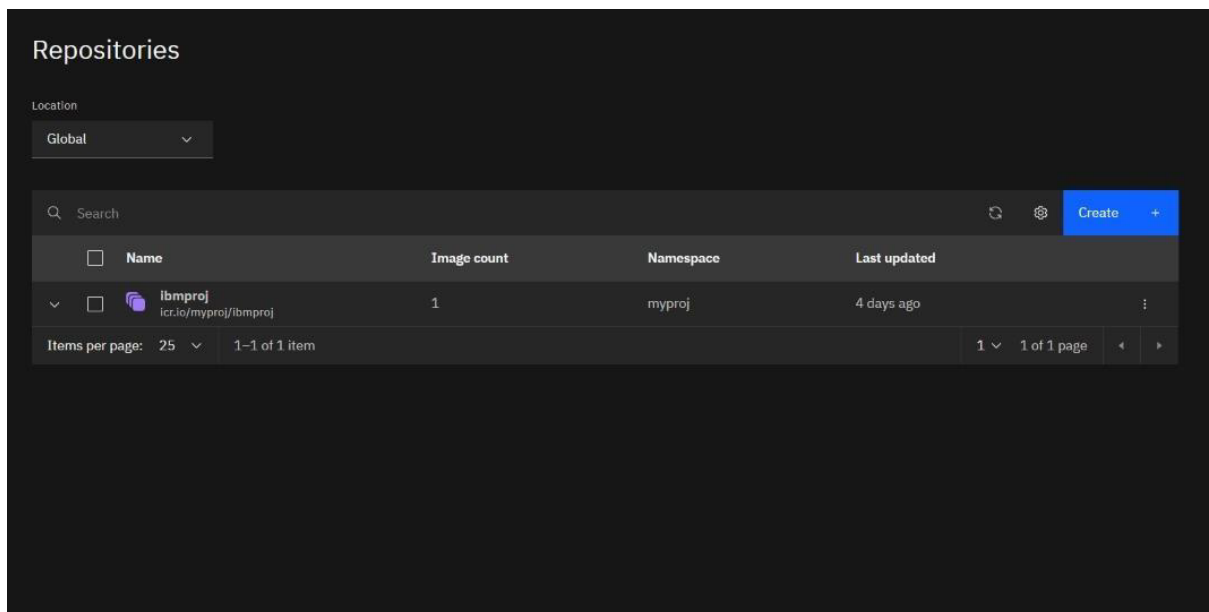 Repositories
Location
Global
Search
Create +
Name Image count Namespace Last updated
ibmproj 1 myproj 4 days ago
icr.io/myproj/ibmproj
Items per page: 25 1–1 of 1 item 1 1 of 1 page